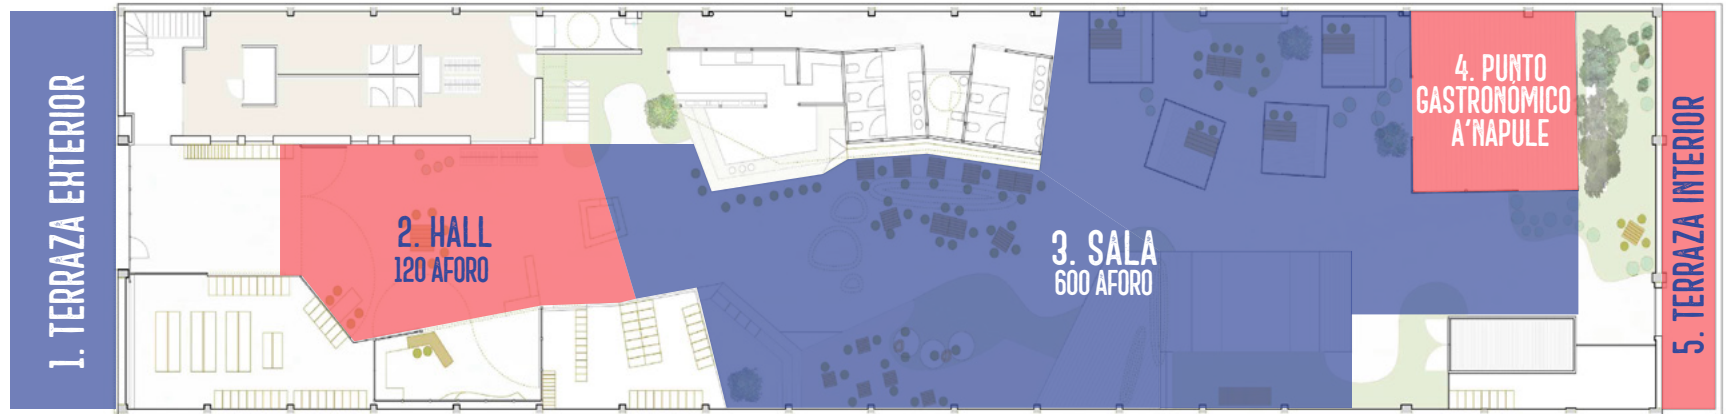 1. TERRAZA EXTERIOR
2. HALL
120 AFORO
3. SALA
600 AFORO
4. PUNTO
GASTRONÓMICO
A'NAPULE
5. TERRAZA INTERIOR